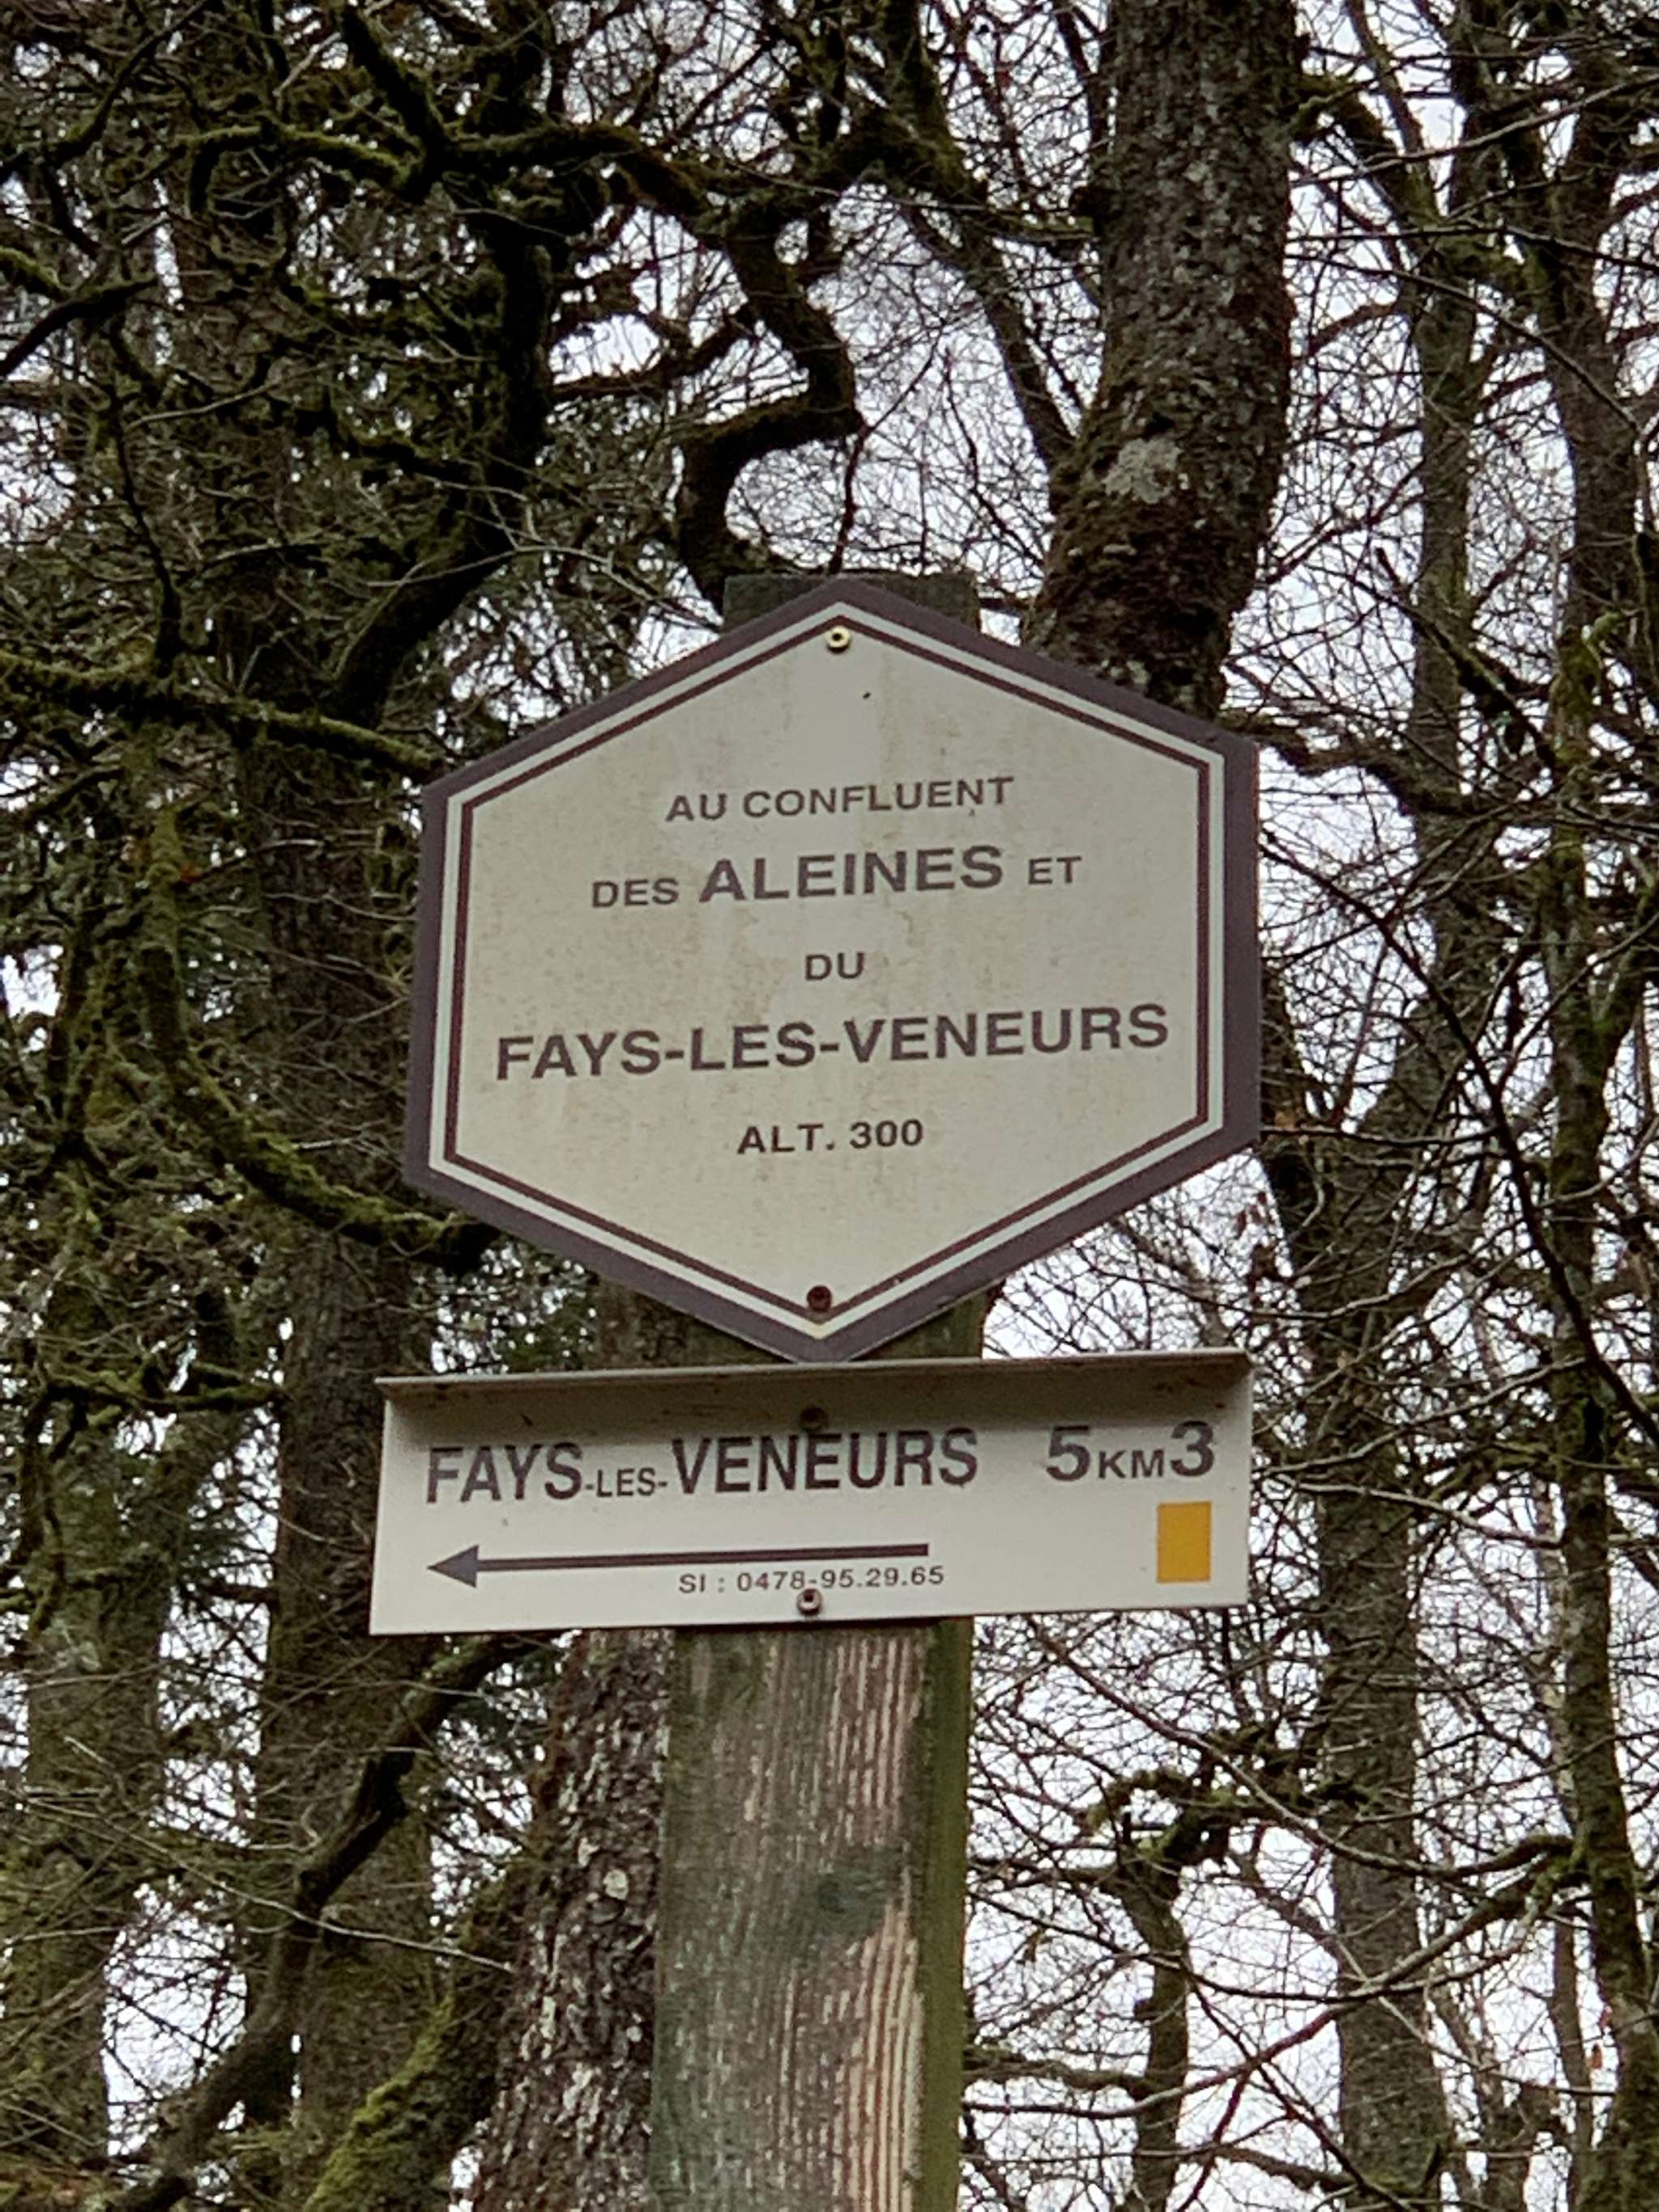 AU CONFLUENT
DES ALEINES ET
DU
FAYS-LES-VENEURS
ALT. 300
FAYS-LES-VENEURS 5KM3
SI : 0478-95.29.65